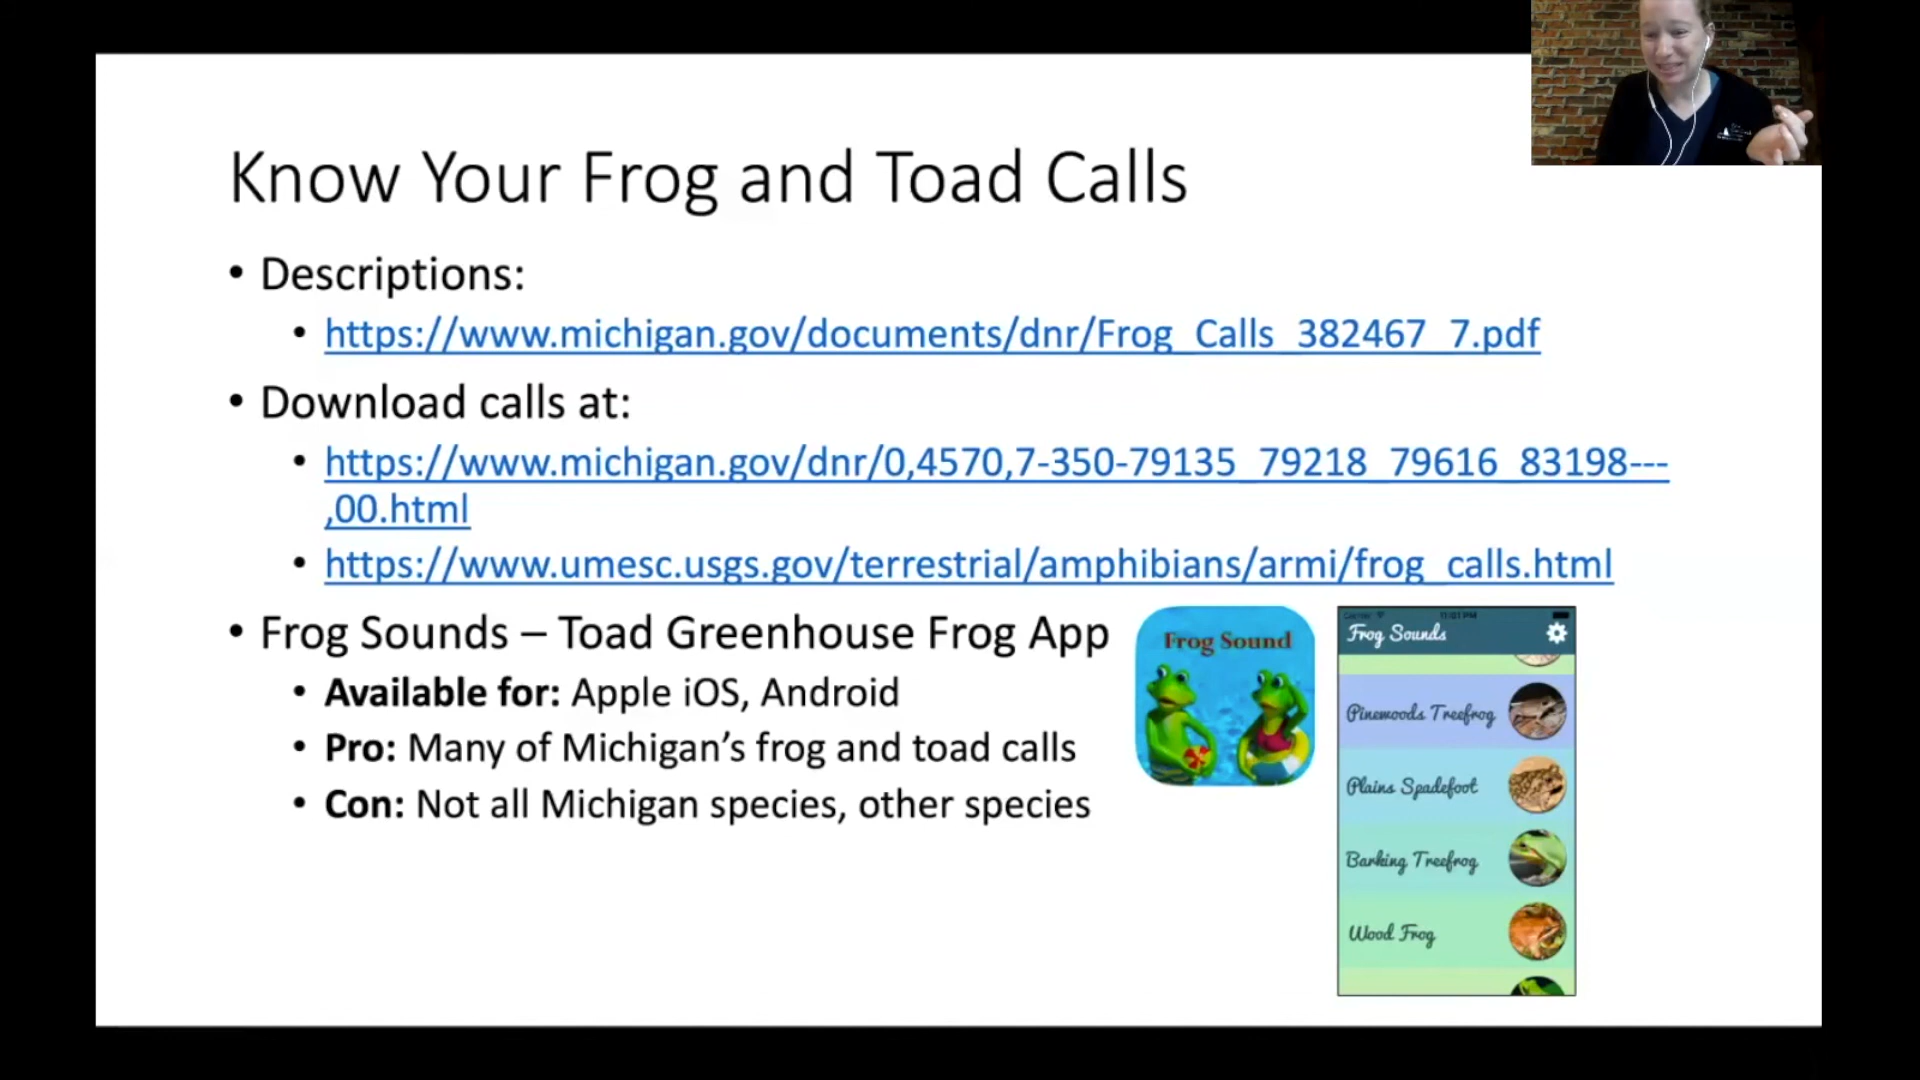 Know Your Frog and Toad Calls
• Descriptions:
• https://www.michigan.gov/documents/dnr/Frog_Calls_382467_7.pdf
• Download calls at:
• https://www.michigan.gov/dnr/0,4570,7-350-79135_79218_79616_83198---
,00.html
• https://www.umesc.usgs.gov/terrestrial/amphibians/armi/frog_calls.html
• Frog Sounds – Toad Greenhouse Frog App
• Available for: Apple iOS, Android
• Pro: Many of Michigan's frog and toad calls
• Con: Not all Michigan species, other species
Frog Sound
Frog Sounds
Pinewoods Treefrog
Plains Spadefoot
Barking Treefrog
Wood Frog